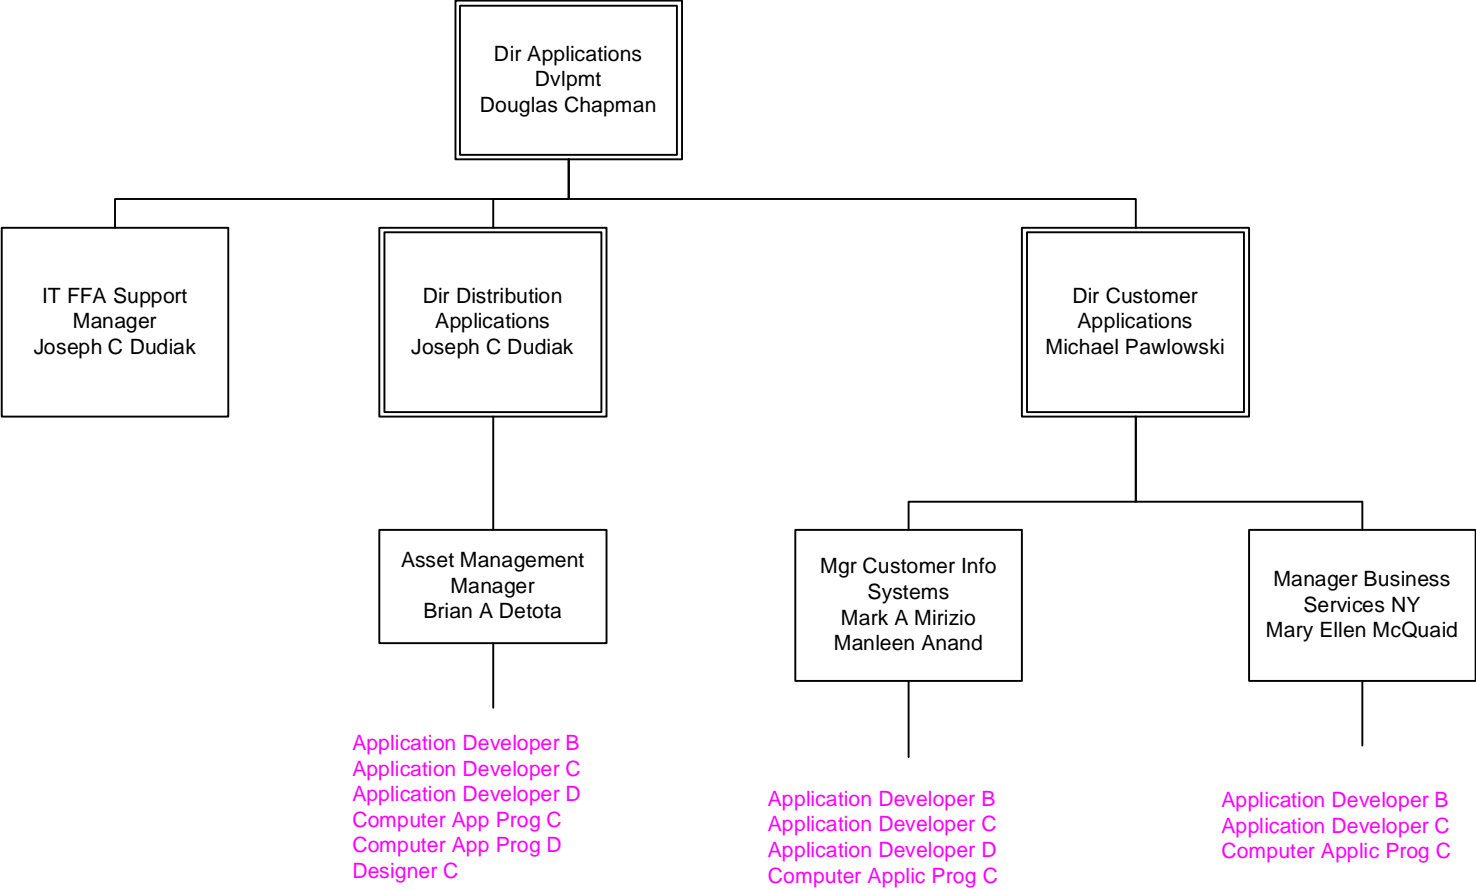 Dir Applications
Dvlpmt
Douglas Chapman
IT FFA Support
Manager
Joseph C Dudiak
Dir Distribution
Applications
Joseph C Dudiak
Dir Customer
Applications
Michael Pawlowski
Asset Management
Manager
Brian A Detota
Mgr Customer Info
Systems
Mark A Mirizio
Manleen Anand
Manager Business
Services NY
Mary Ellen McQuaid
Application Developer B
Application Developer C
Application Developer D
Computer App Prog C
Computer App Prog D
Designer C
Application Developer B
Application Developer C
Application Developer D
Computer Applic Prog C
Application Developer B
Application Developer C
Computer Applic Prog C